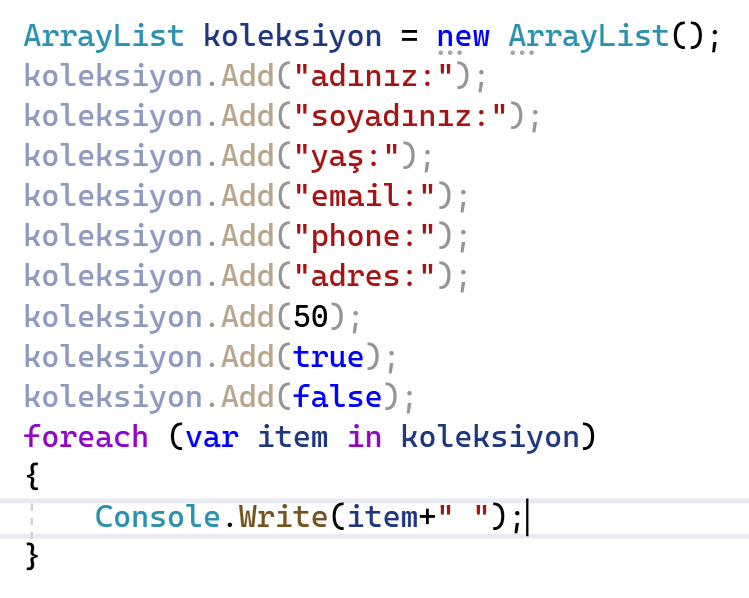 ArrayList koleksiyon = new ArrayList();
koleksiyon.Add("adınız:");
koleksiyon.Add("soyadınız:");
koleksiyon.Add("yaş:");
koleksiyon.Add("email:");
koleksiyon.Add("phone:");
koleksiyon.Add("adres:");
koleksiyon.Add(50);
koleksiyon.Add(true);
koleksiyon.Add(false);
foreach (var item in koleksiyon)
{
    Console.Write(item+" ");
}